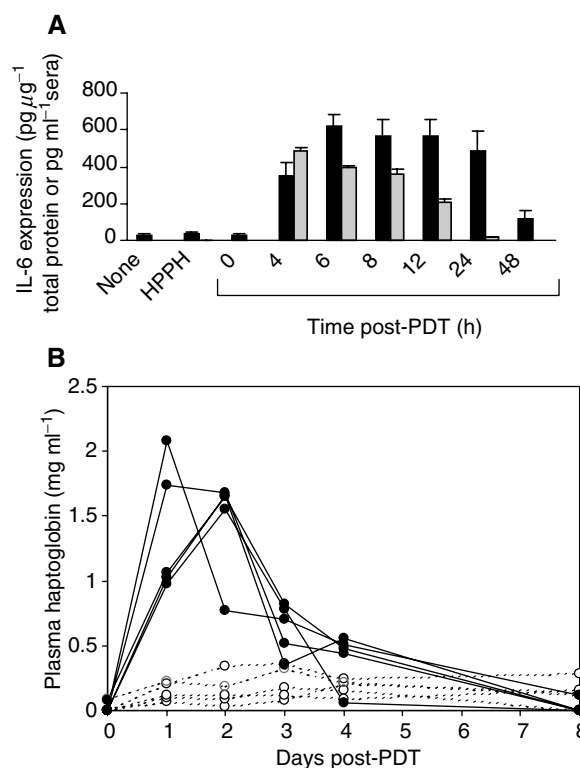 A
IL-6 expression (pg µg⁻¹
total protein or pg ml⁻¹ sera)
800
600
400
200
0
None
HPPH
0
4
6
8
12
24
48
Time post-PDT (h)
B
Plasma haptoglobin (mg ml⁻¹)
2.5
2
1.5
1
0.5
0
0 1 2 3 4 5 6 7 8
Days post-PDT